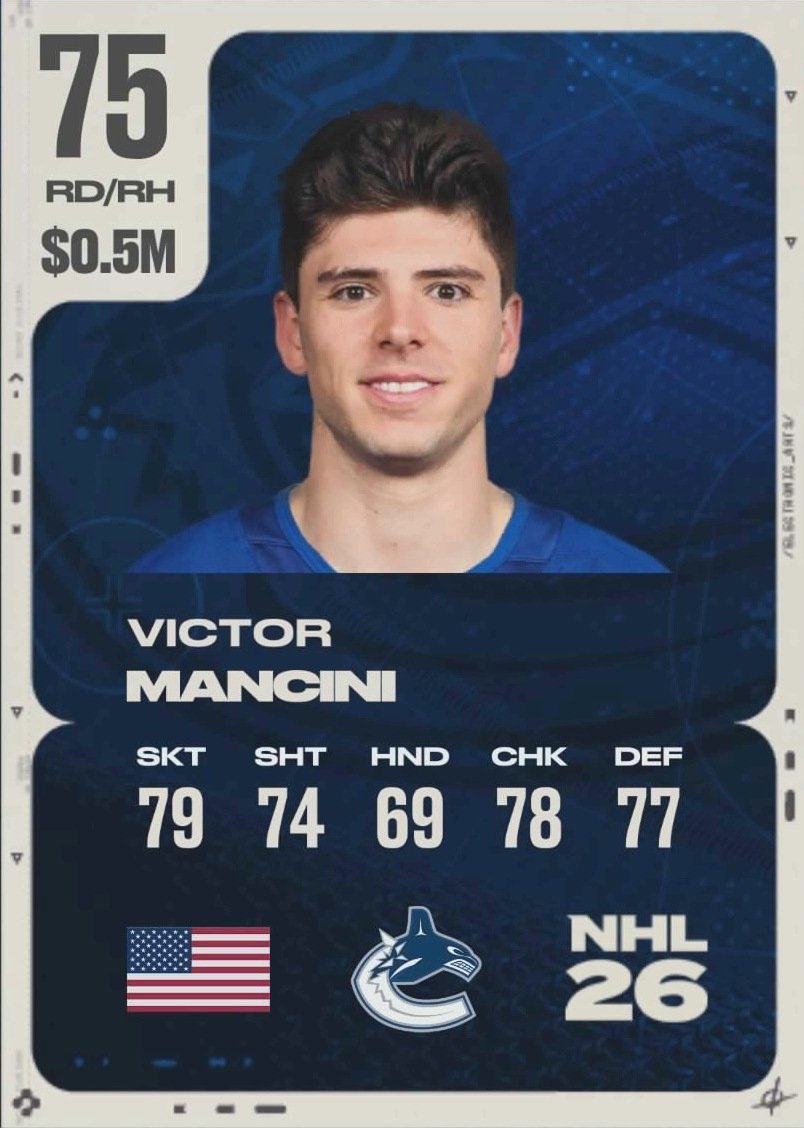 75
RD/RH
$0.5M
/ELECTRONIC_ARTS/
VICTOR
MANCINI
SKT SHT HND CHK DEF
79 74 69 78 77
NHL
26